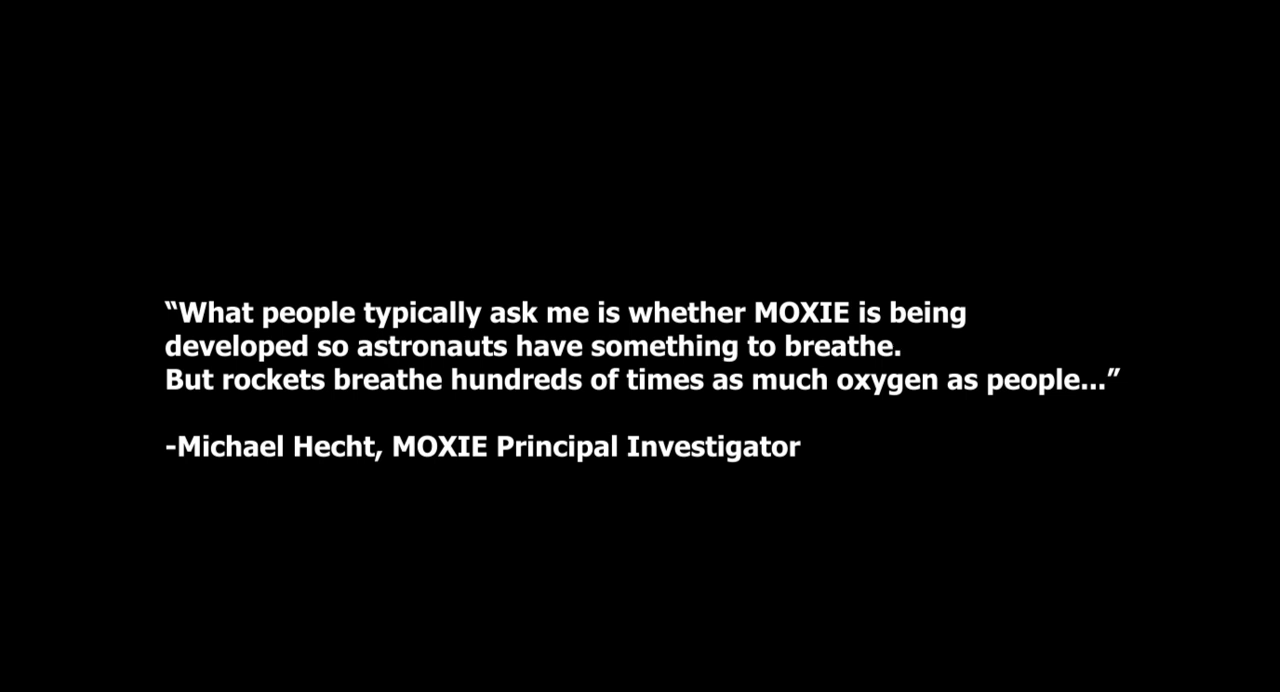 “What people typically ask me is whether MOXIE is being
developed so astronauts have something to breathe.
But rockets breathe hundreds of times as much oxygen as people...”
-Michael Hecht, MOXIE Principal Investigator